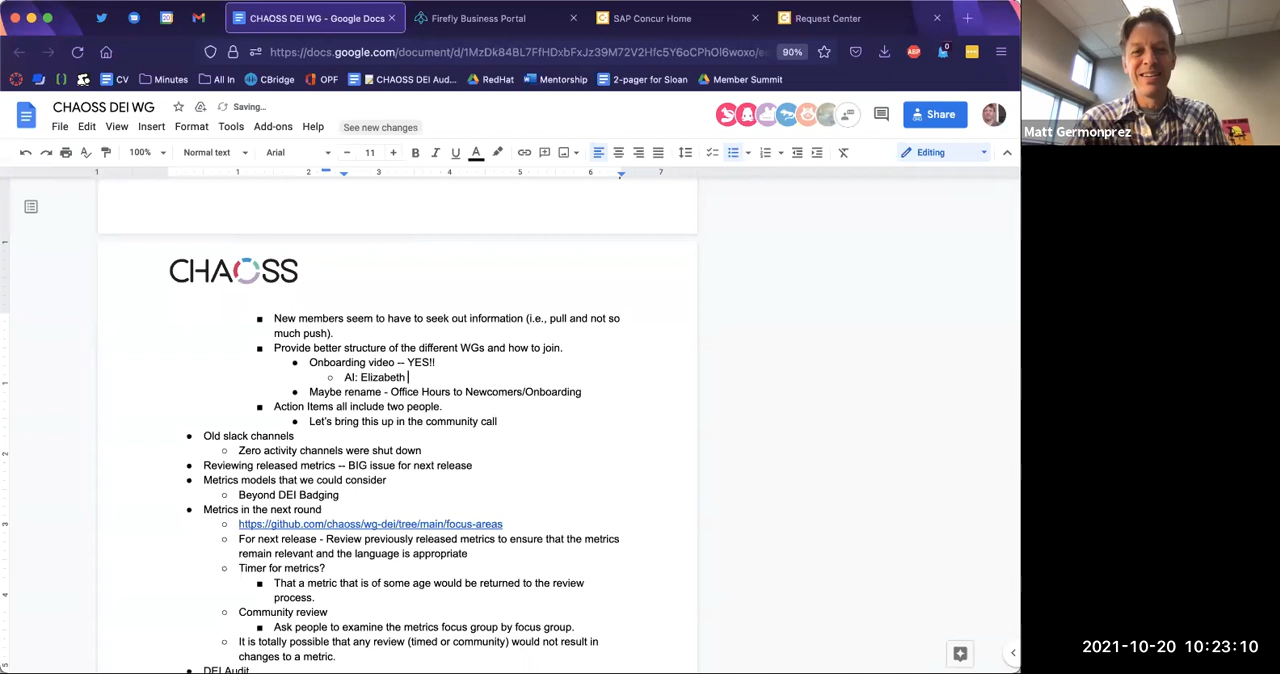 CHAOSS DEI WG - Google Docs
Firefly Business Portal
SAP Concur Home
Request Center
https://docs.google.com/document/d/1MzDk84BL7FfHDxbFxJz39M72V2Hfc5Y6oCPhOl6woxo/e
90%
CV
Minutes
All In
CBridge
OPF
CHAOSS DEI Aud...
RedHat
Mentorship
2-pager for Sloan
Member Summit
CHAOSS DEI WG
Saving...
File Edit View Insert Format Tools Add-ons Help
See new changes
Share
100%
Normal text
Arial
11
Editing
1 1 2 3 4 5 6 7
Matt Germonprez
CHAOSS
New members seem to have to seek out information (i.e., pull and not so
much push).
Provide better structure of the different WGs and how to join.
Onboarding video -- YES!!
AI: Elizabeth
Maybe rename - Office Hours to Newcomers/Onboarding
Action Items all include two people.
Let's bring this up in the community call
Old slack channels
Zero activity channels were shut down
Reviewing released metrics -- BIG issue for next release
Metrics models that we could consider
Beyond DEI Badging
Metrics in the next round
https://github.com/chaoss/wg-dei/tree/main/focus-areas
For next release - Review previously released metrics to ensure that the metrics
remain relevant and the language is appropriate
Timer for metrics?
That a metric that is of some age would be returned to the review
process.
Community review
Ask people to examine the metrics focus group by focus group.
It is totally possible that any review (timed or community) would not result in
changes to a metric.
DEI Audit
2021-10-20 10:23:10